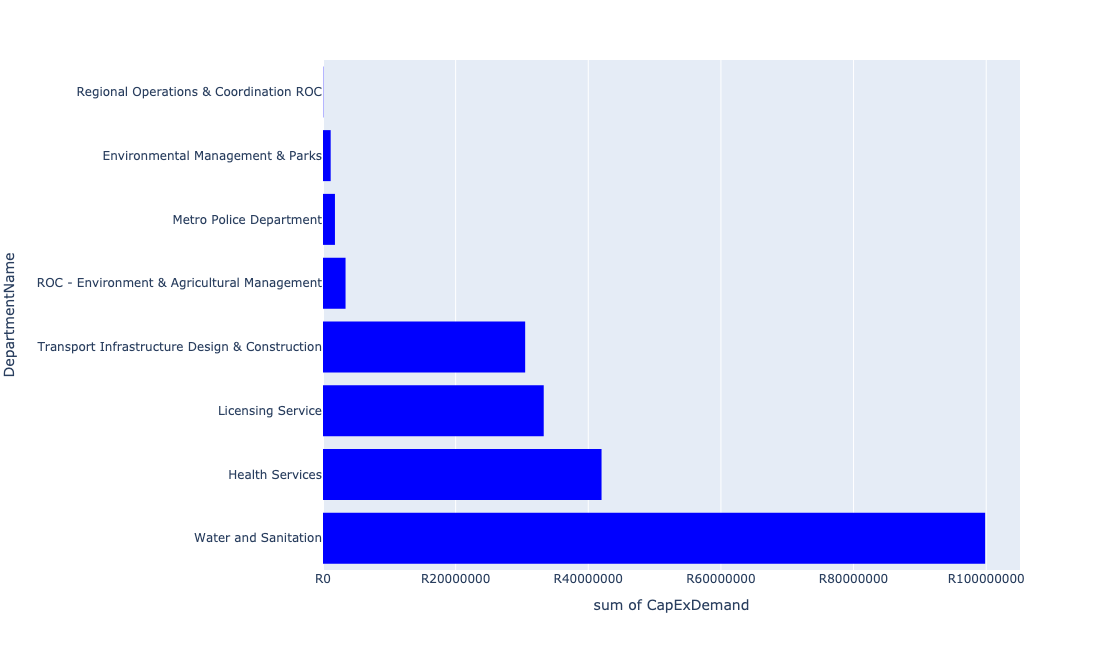 Regional Operations & Coordination ROC
Environmental Management & Parks
Metro Police Department
ROC - Environment & Agricultural Management
Transport Infrastructure Design & Construction
Licensing Service
Health Services
Water and Sanitation
DepartmentName
R0 R20000000 R40000000 R60000000 R80000000 R100000000
sum of CapExDemand